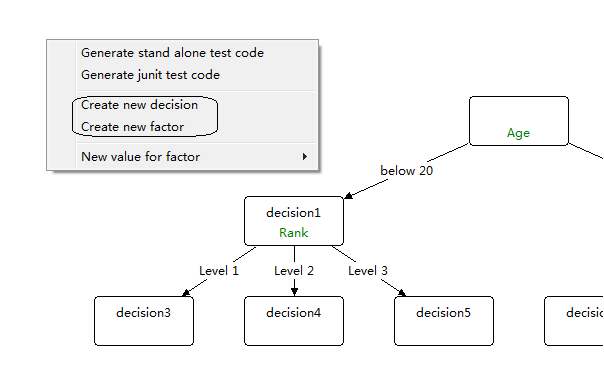 Generate stand alone test code
Generate junit test code
Create new decision
Create new factor
New value for factor
Age
below 20
decision1
Rank
Level 1
Level 2
Level 3
decision3
decision4
decision5